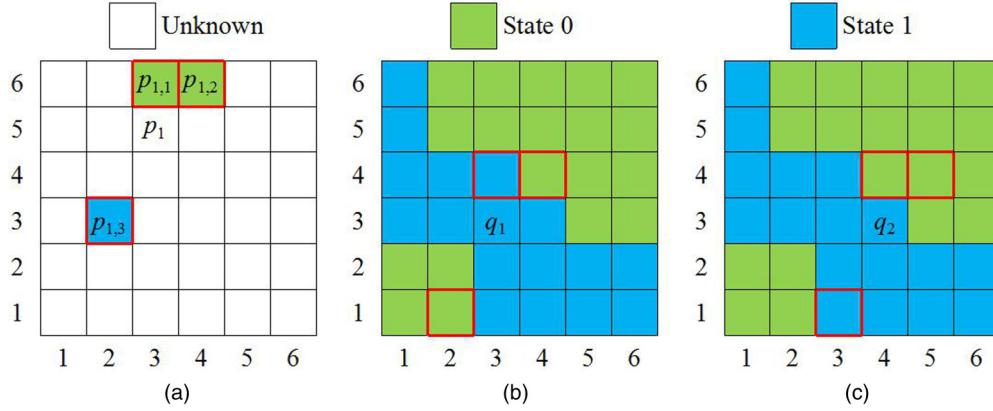 Unknown State 0 State 1
6 p1,1 p1,2 6 6
5 p1 5 5
4 4 4
3 p1,3 3 q1 3 q2
2 2 2
1 1 1
1 2 3 4 5 6 1 2 3 4 5 6 1 2 3 4 5 6
(a) (b) (c)